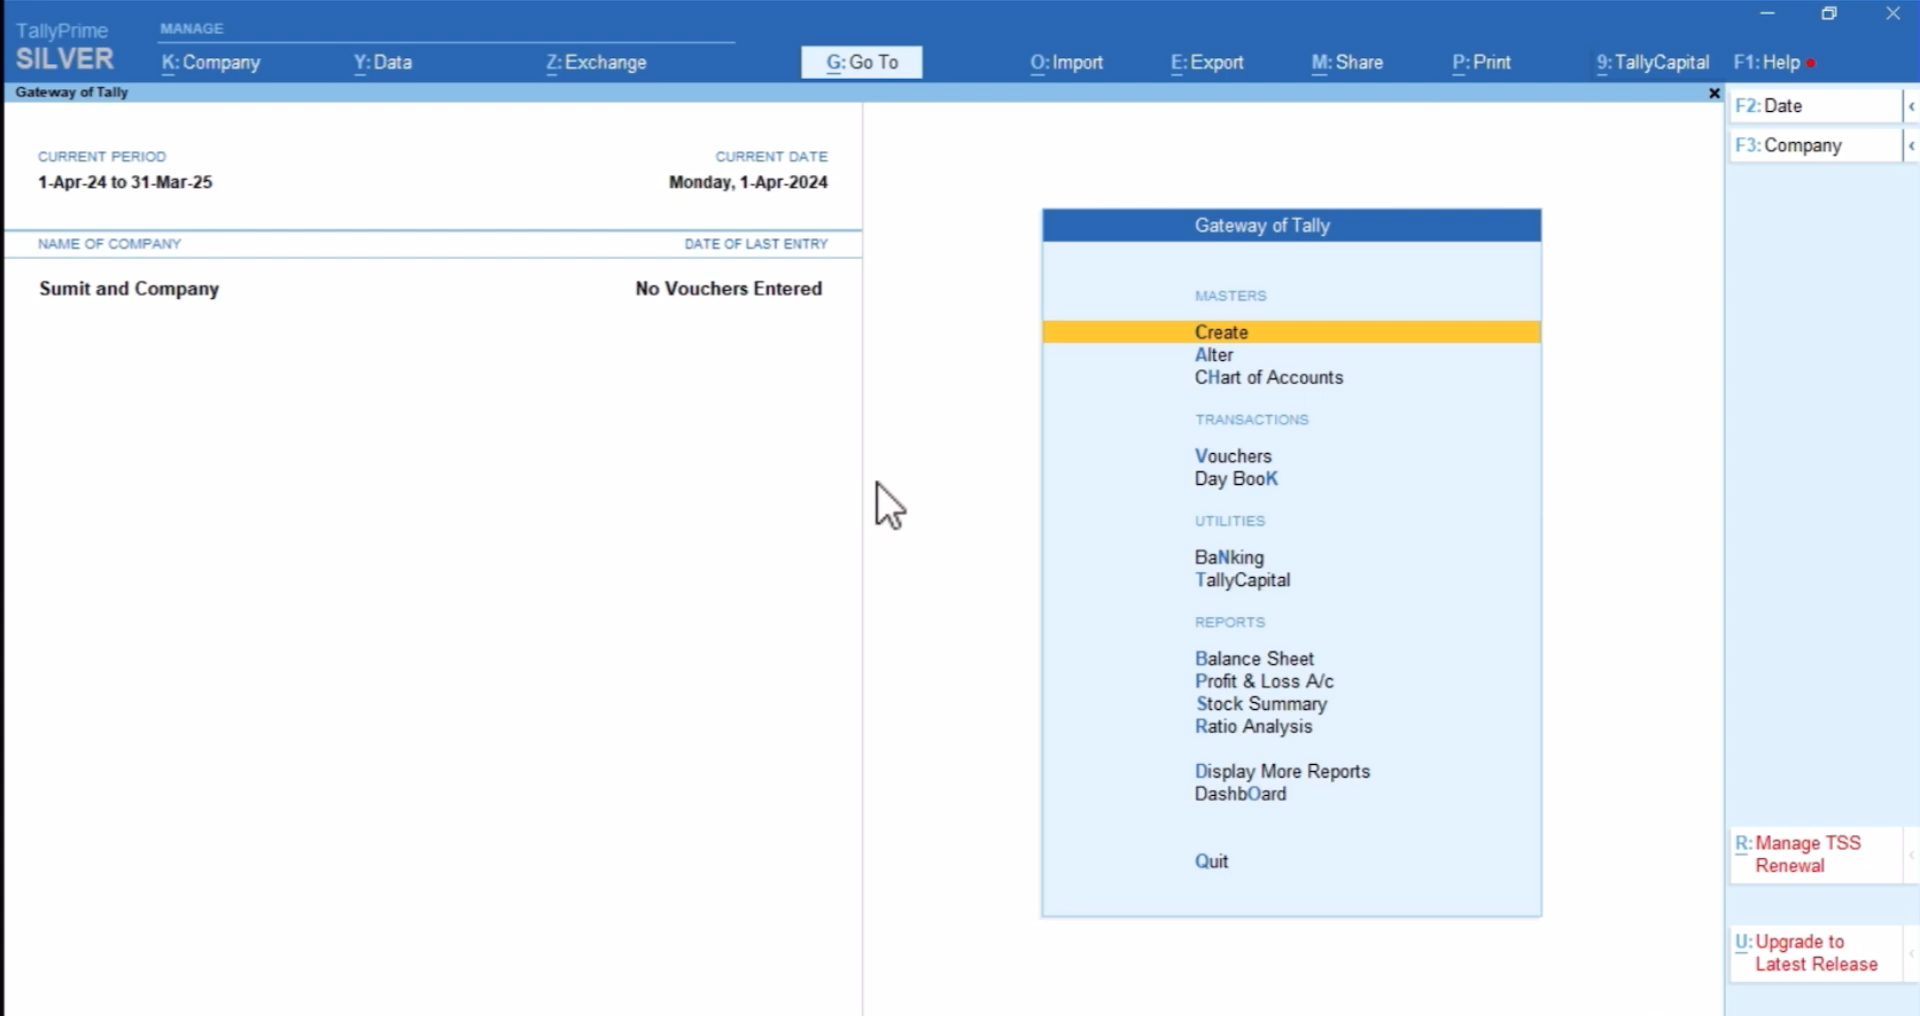 TallyPrime
SILVER
MANAGE
K: Company
Y: Data
Z: Exchange
G: Go To
O: Import
E: Export
M: Share
P: Print
9: TallyCapital
F1: Help
Gateway of Tally
F2: Date
F3: Company
CURRENT PERIOD
CURRENT DATE
1-Apr-24 to 31-Mar-25
Monday, 1-Apr-2024
NAME OF COMPANY
DATE OF LAST ENTRY
Sumit and Company
No Vouchers Entered
Gateway of Tally
MASTERS
Create
Alter
CHart of Accounts
TRANSACTIONS
Vouchers
Day BooK
UTILITIES
BaNking
TallyCapital
REPORTS
Balance Sheet
Profit & Loss A/c
Stock Summary
Ratio Analysis
Display More Reports
DashbOard
Quit
R: Manage TSS
Renewal
U: Upgrade to
Latest Release